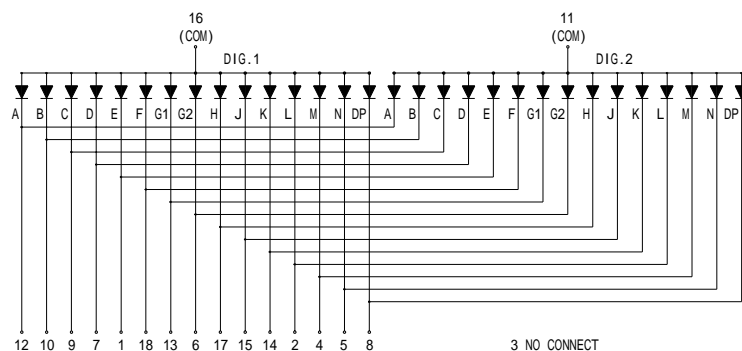 16 11
(COM) (COM)
DIG.1 DIG.2
A B C D E F G1 G2 H J K L M N DP A B C D E F G1 G2 H J K L M N DP
12 10 9 7 1 18 13 6 17 15 14 2 4 5 8 3 NO CONNECT